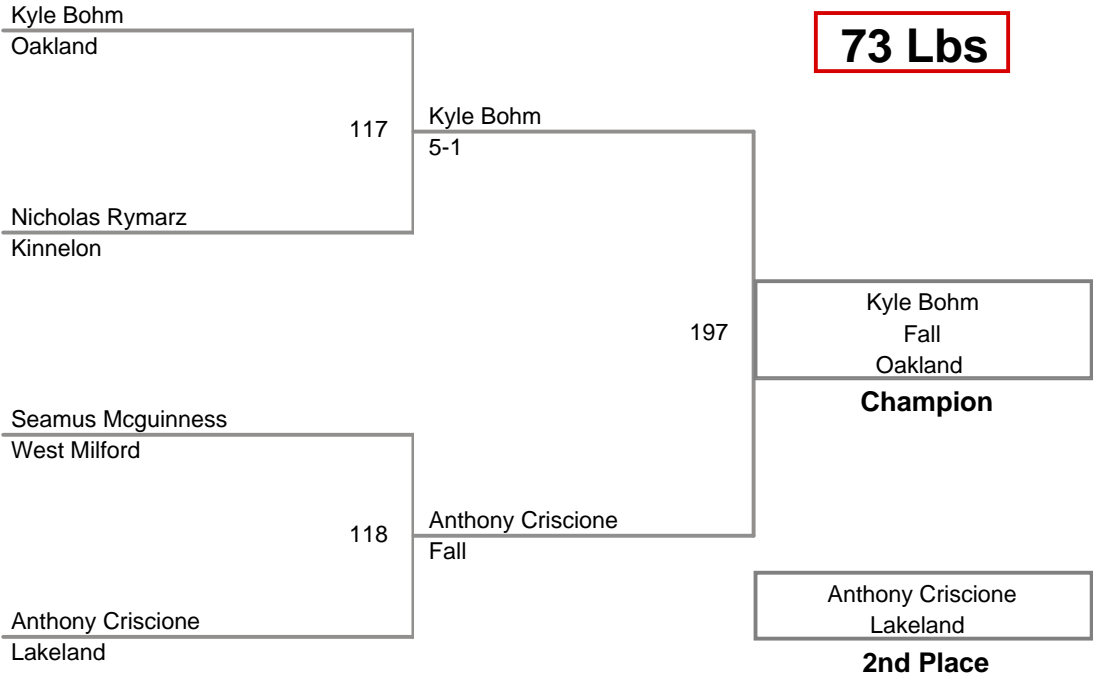 Kyle Bohm
Oakland
73 Lbs
117
Kyle Bohm
5-1
Nicholas Rymarz
Kinnelon
197
Kyle Bohm
Fall
Oakland
Champion
Seamus Mcguinness
West Milford
118
Anthony Criscione
Fall
Anthony Criscione
Lakeland
Anthony Criscione
Lakeland
2nd Place